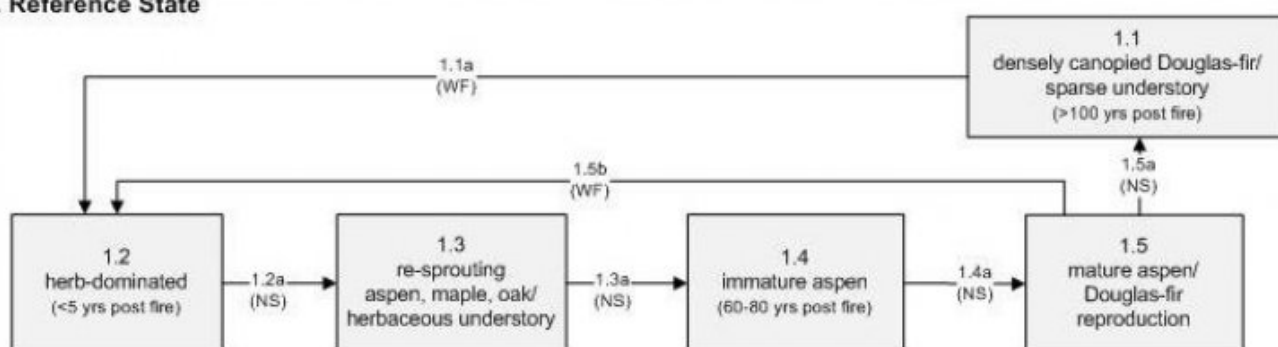 Reference State
1.1
densely canopied Douglas-fir/
sparse understory
(>100 yrs post fire)
1.1a
(WF)
1.5b
(WF)
1.5a
(NS)
1.2
herb-dominated
(<5 yrs post fire)
1.2a
(NS)
1.3
re-sprouting
aspen, maple, oak/
herbaceous understory
1.3a
(NS)
1.4
immature aspen
(60-80 yrs post fire)
1.4a
(NS)
1.5
mature aspen/
Douglas-fir
reproduction